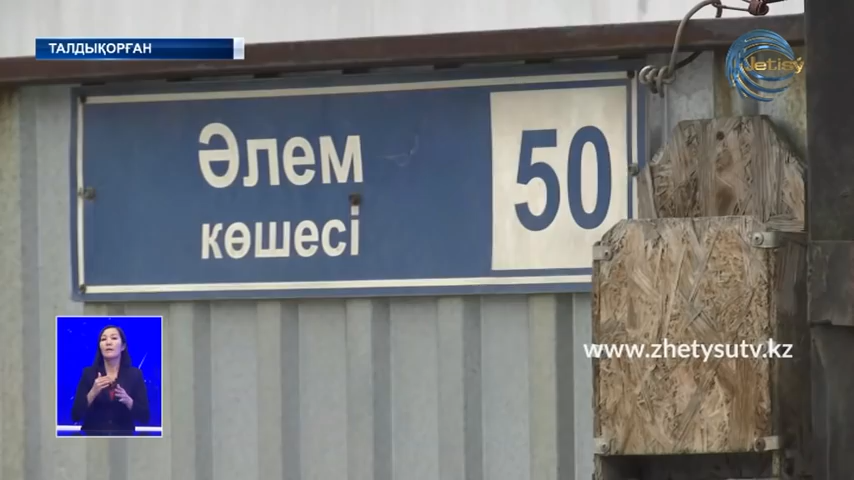 ТАЛДЫҚОРҒАН
Jetisý
Әлем
көшесі
50
www.zhetysutv.kz